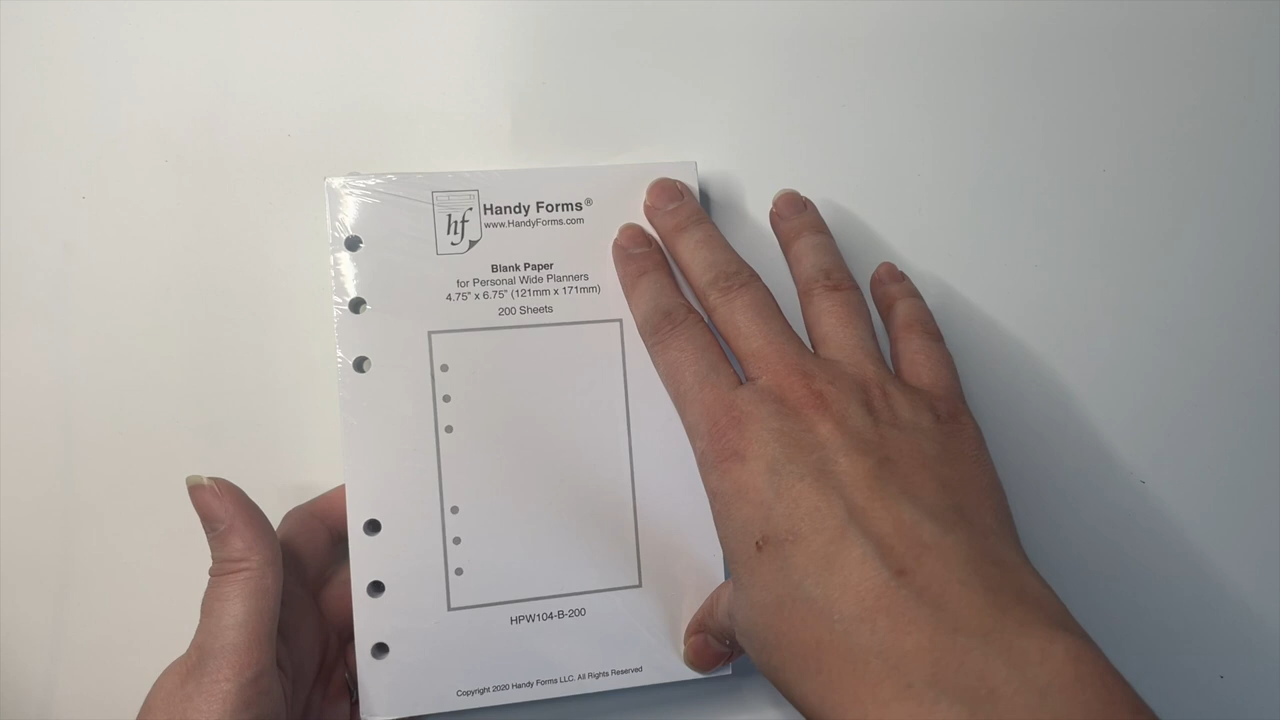 hf
Handy Forms®
www.HandyForms.com
Blank Paper
for Personal Wide Planners
4.75" x 6.75" (121mm x 171mm)
200 Sheets
HPW104-B-200
Copyright 2020 Handy Forms LLC. All Rights Reserved